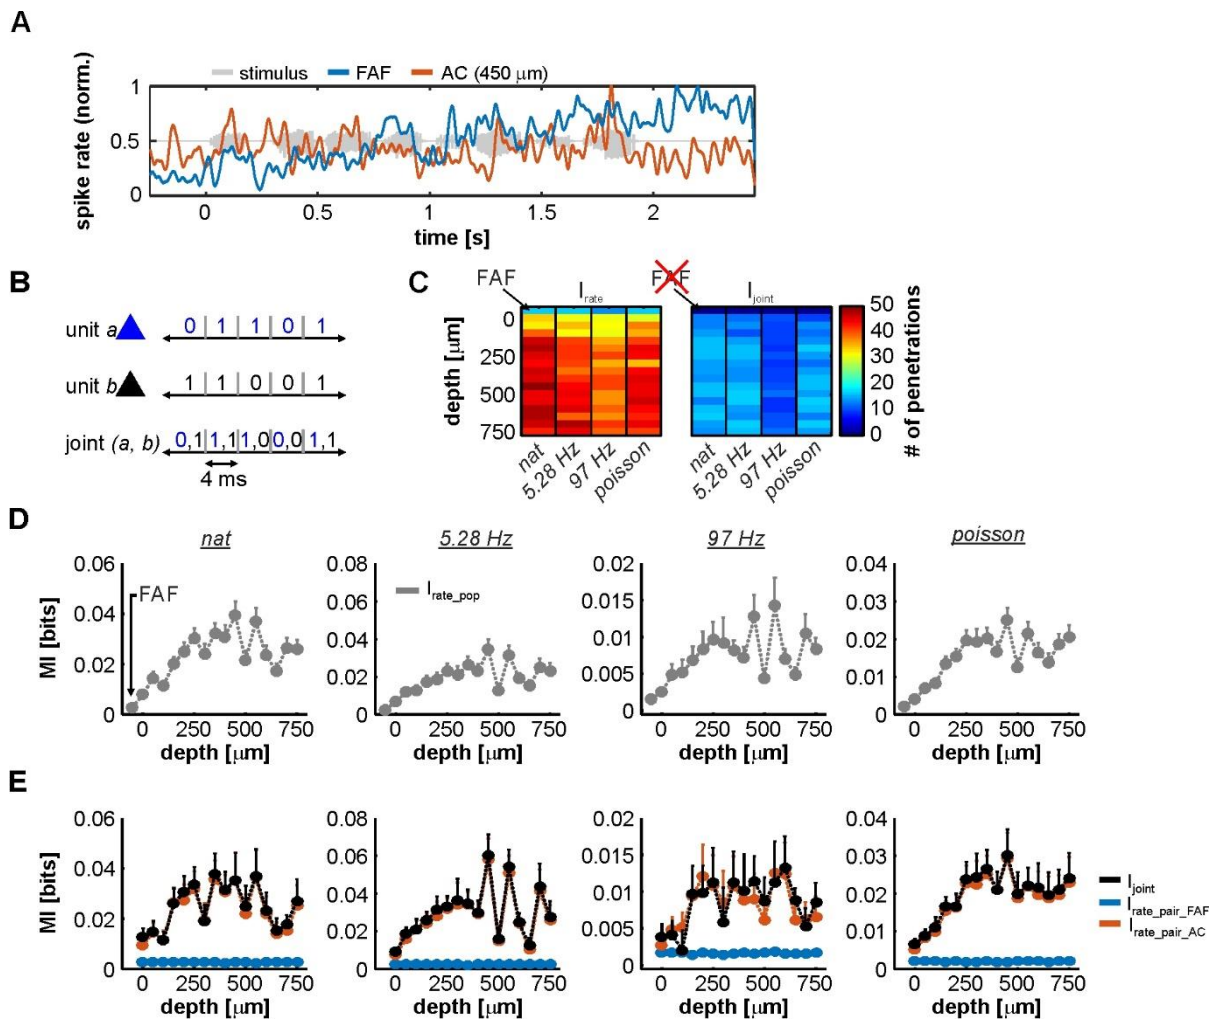 A
stimulus FAF AC (450 μm)
spike rate (norm.)
1
0.5
0
0 0.5 1 1.5 2
time [s]
B
unit a 0 1 1 0 1
unit b 1 1 0 0 1
joint (a, b) 0,1 1,1 1,0 0,0 1,1
4 ms
C
FAF FAF
I rate I joint
depth [μm]
0
250
500
750
nat 5.28 Hz 97 Hz poisson
nat 5.28 Hz 97 Hz poisson
50
40
30
20
10
0
# of penetrations
D
nat 5.28 Hz 97 Hz poisson
MI [bits]
0.06 0.08 0.02 0.04
FAF
I rate_pop
0.04 0.06 0.015 0.03
0.04 0.01 0.02
0.02 0.02 0.005 0.01
0 0 0 0
0 250 500 750 0 250 500 750 0 250 500 750 0 250 500 750
depth [μm] depth [μm] depth [μm] depth [μm]
E
MI [bits]
0.06 0.08 0.02 0.04
0.04 0.06 0.015 0.03
0.04 0.01 0.02
0.02 0.02 0.005 0.01
0 0 0 0
0 250 500 750 0 250 500 750 0 250 500 750 0 250 500 750
depth [μm] depth [μm] depth [μm] depth [μm]
I joint
I rate_pair_FAF
I rate_pair_AC